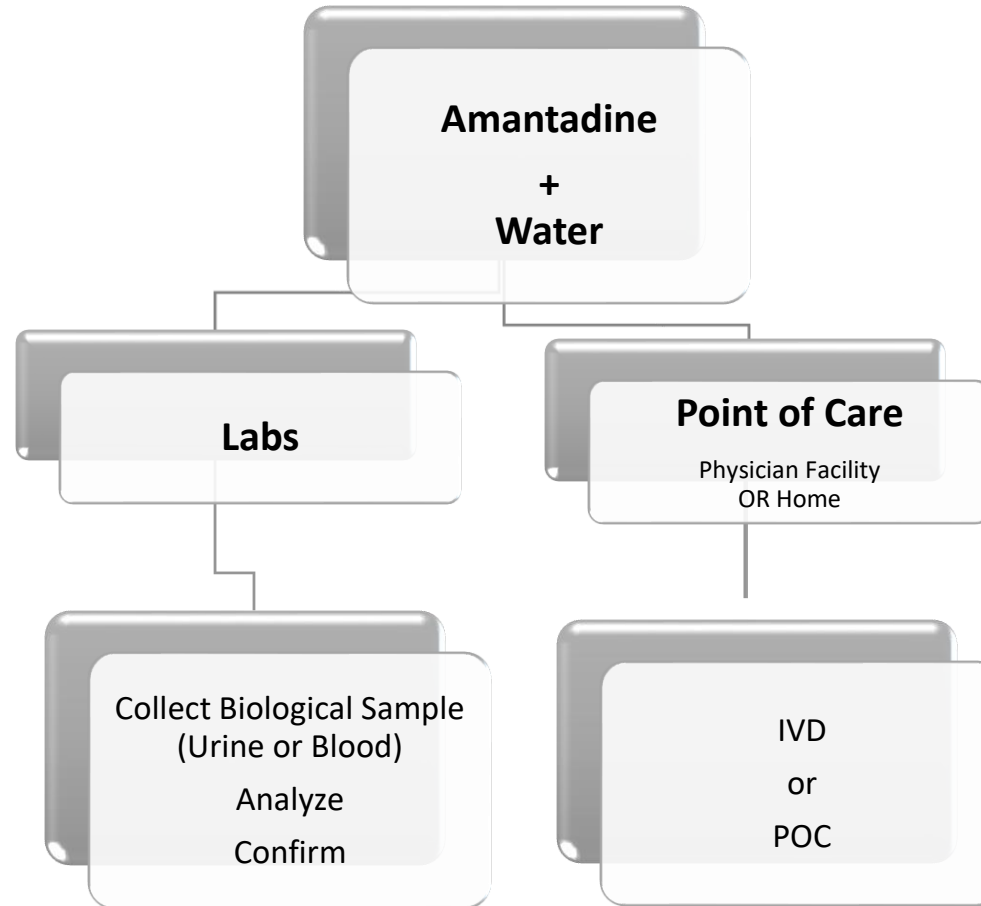 Amantadine
+
Water
Labs
Point of Care
Physician Facility
OR Home
Collect Biological Sample
(Urine or Blood)
Analyze
Confirm
IVD
or
POC